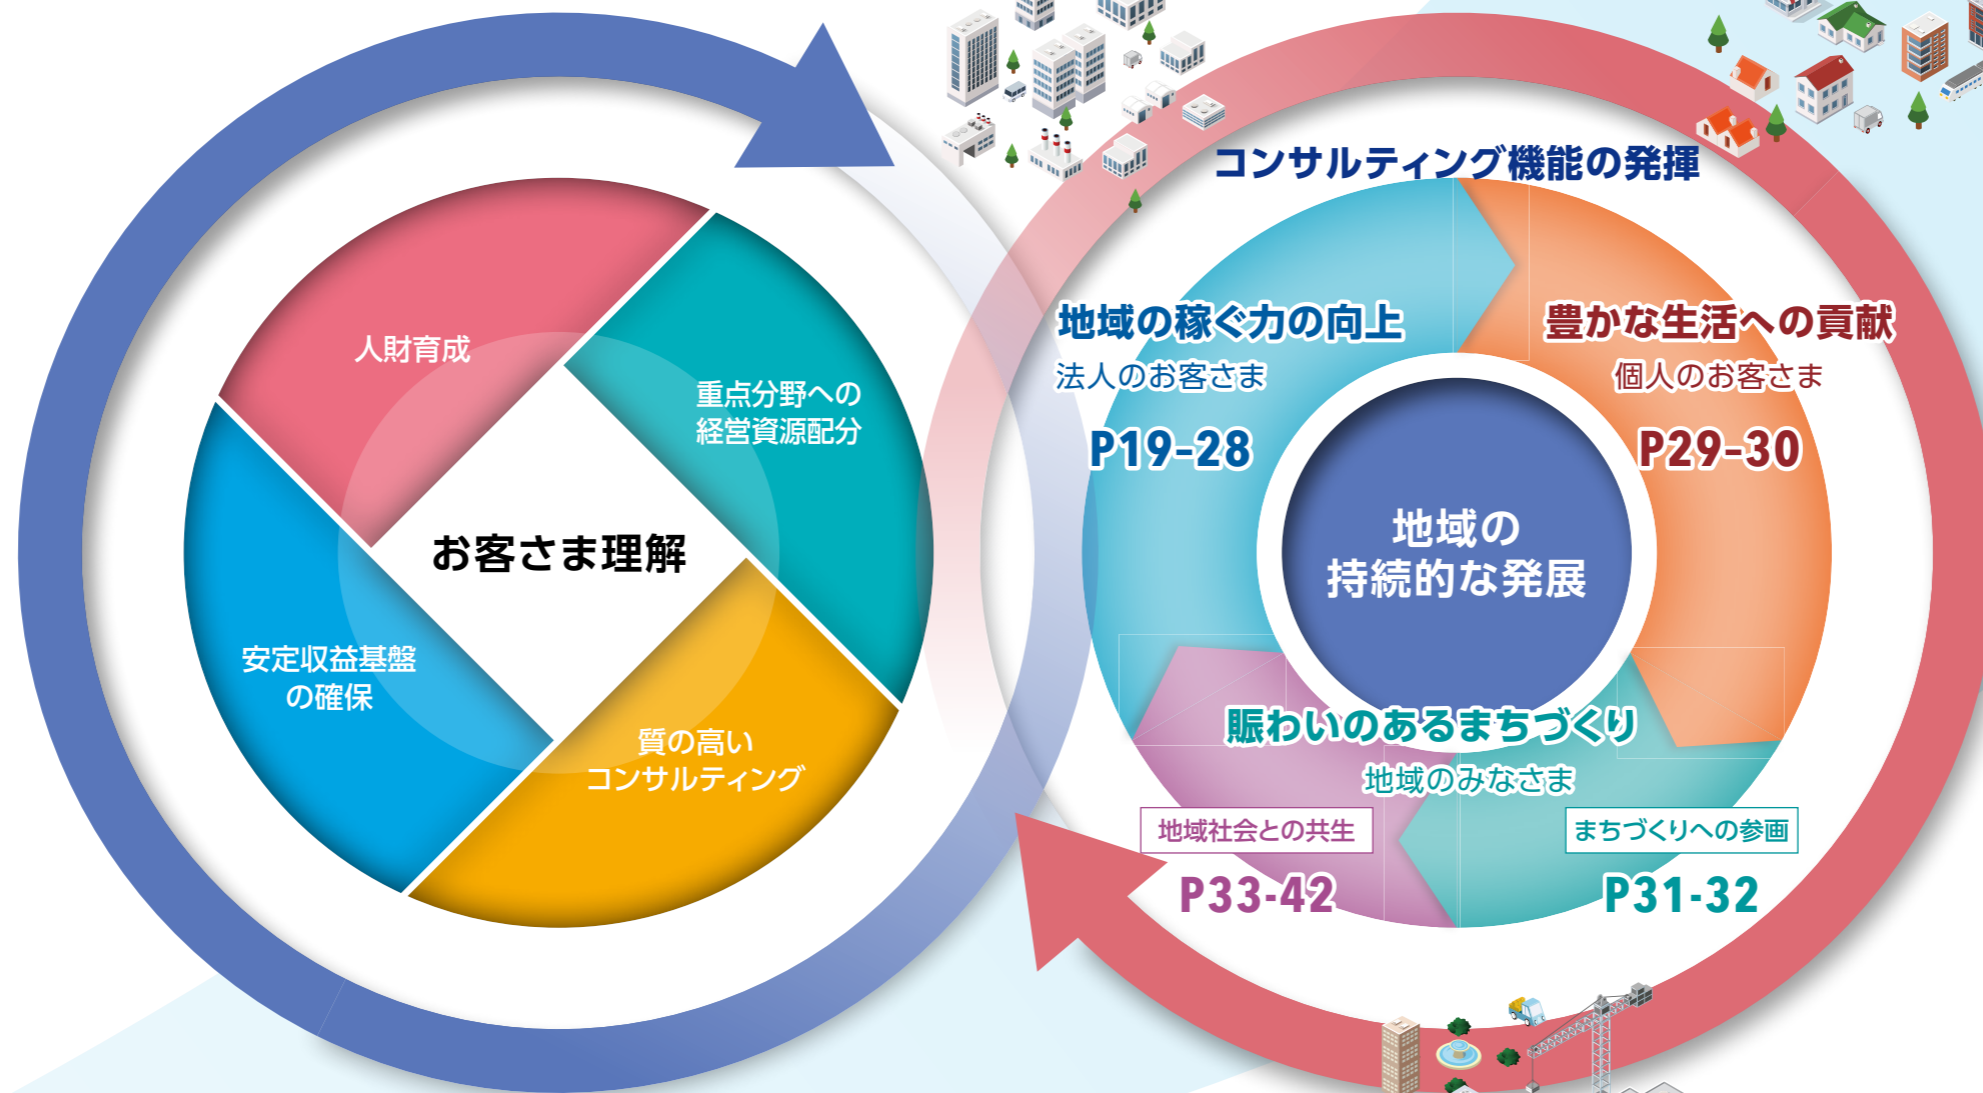 人財育成
重点分野への
経営資源配分
お客さま理解
安定収益基盤
の確保
質の高い
コンサルティング
コンサルティング機能の発揮
地域の稼ぐ力の向上
法人のお客さま
P19-28
豊かな生活への貢献
個人のお客さま
P29-30
地域の
持続的な発展
賑わいのあるまちづくり
地域のみなさま
地域社会との共生
P33-42
まちづくりへの参画
P31-32